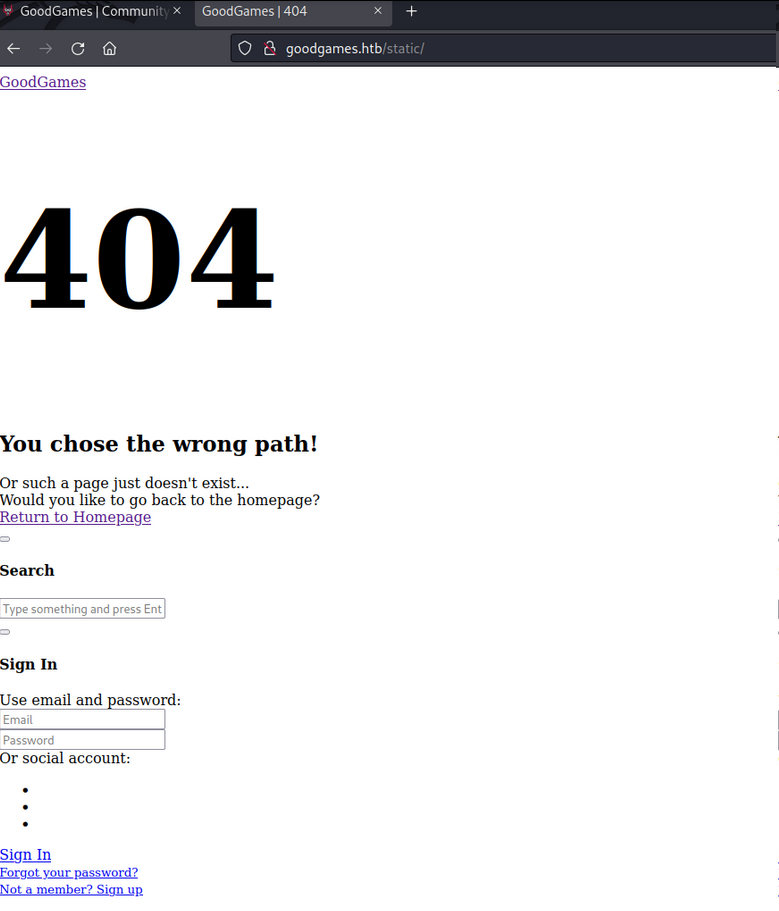 GoodGames | Community
GoodGames | 404
goodgames.htb/static/
GoodGames
404
You chose the wrong path!
Or such a page just doesn't exist...
Would you like to go back to the homepage?
Return to Homepage
Search
Type something and press Ent
Sign In
Use email and password:
Email
Password
Or social account:
Sign In
Forgot your password?
Not a member? Sign up